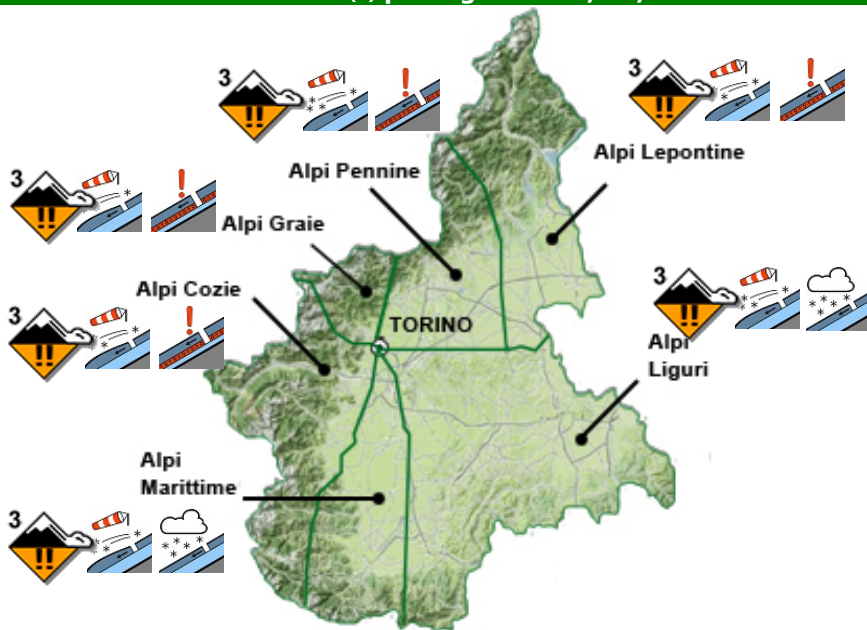 3
3
Alpi Lepontine
Alpi Pennine
3
Alpi Graie
3
Alpi Cozie
3
TORINO
Alpi
Liguri
Alpi
Marittime
3